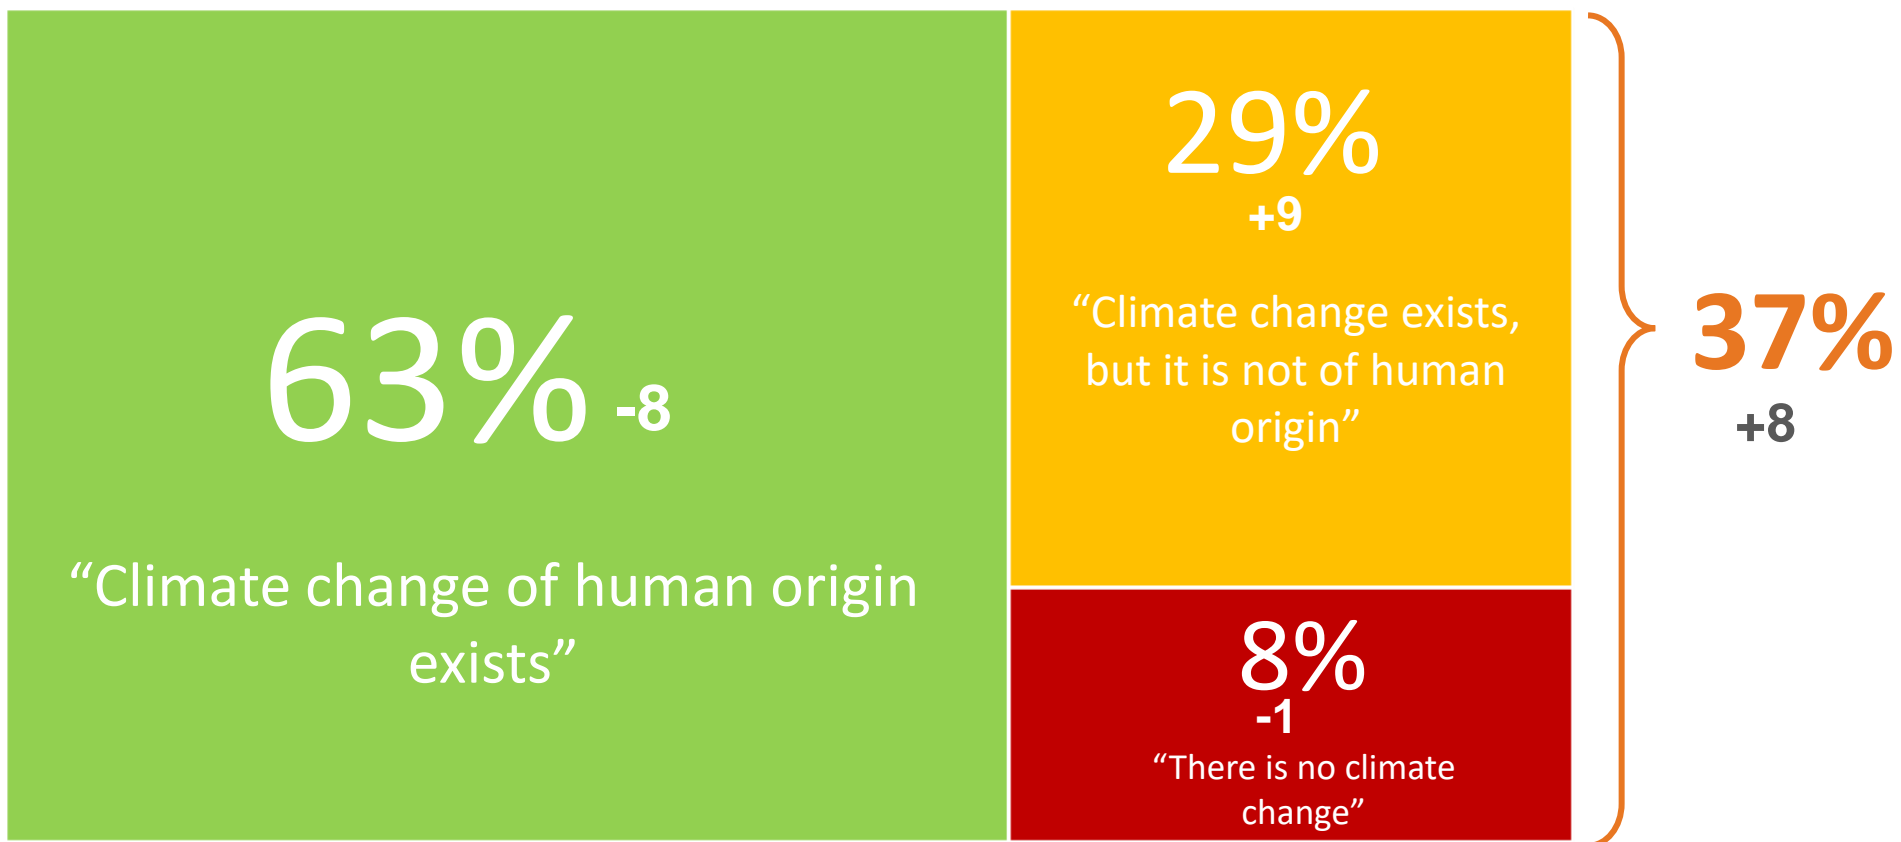 63% -8
“Climate change of human origin
exists”
29%
+9
“Climate change exists,
but it is not of human
origin”
8%
-1
“There is no climate
change”
37%
+8